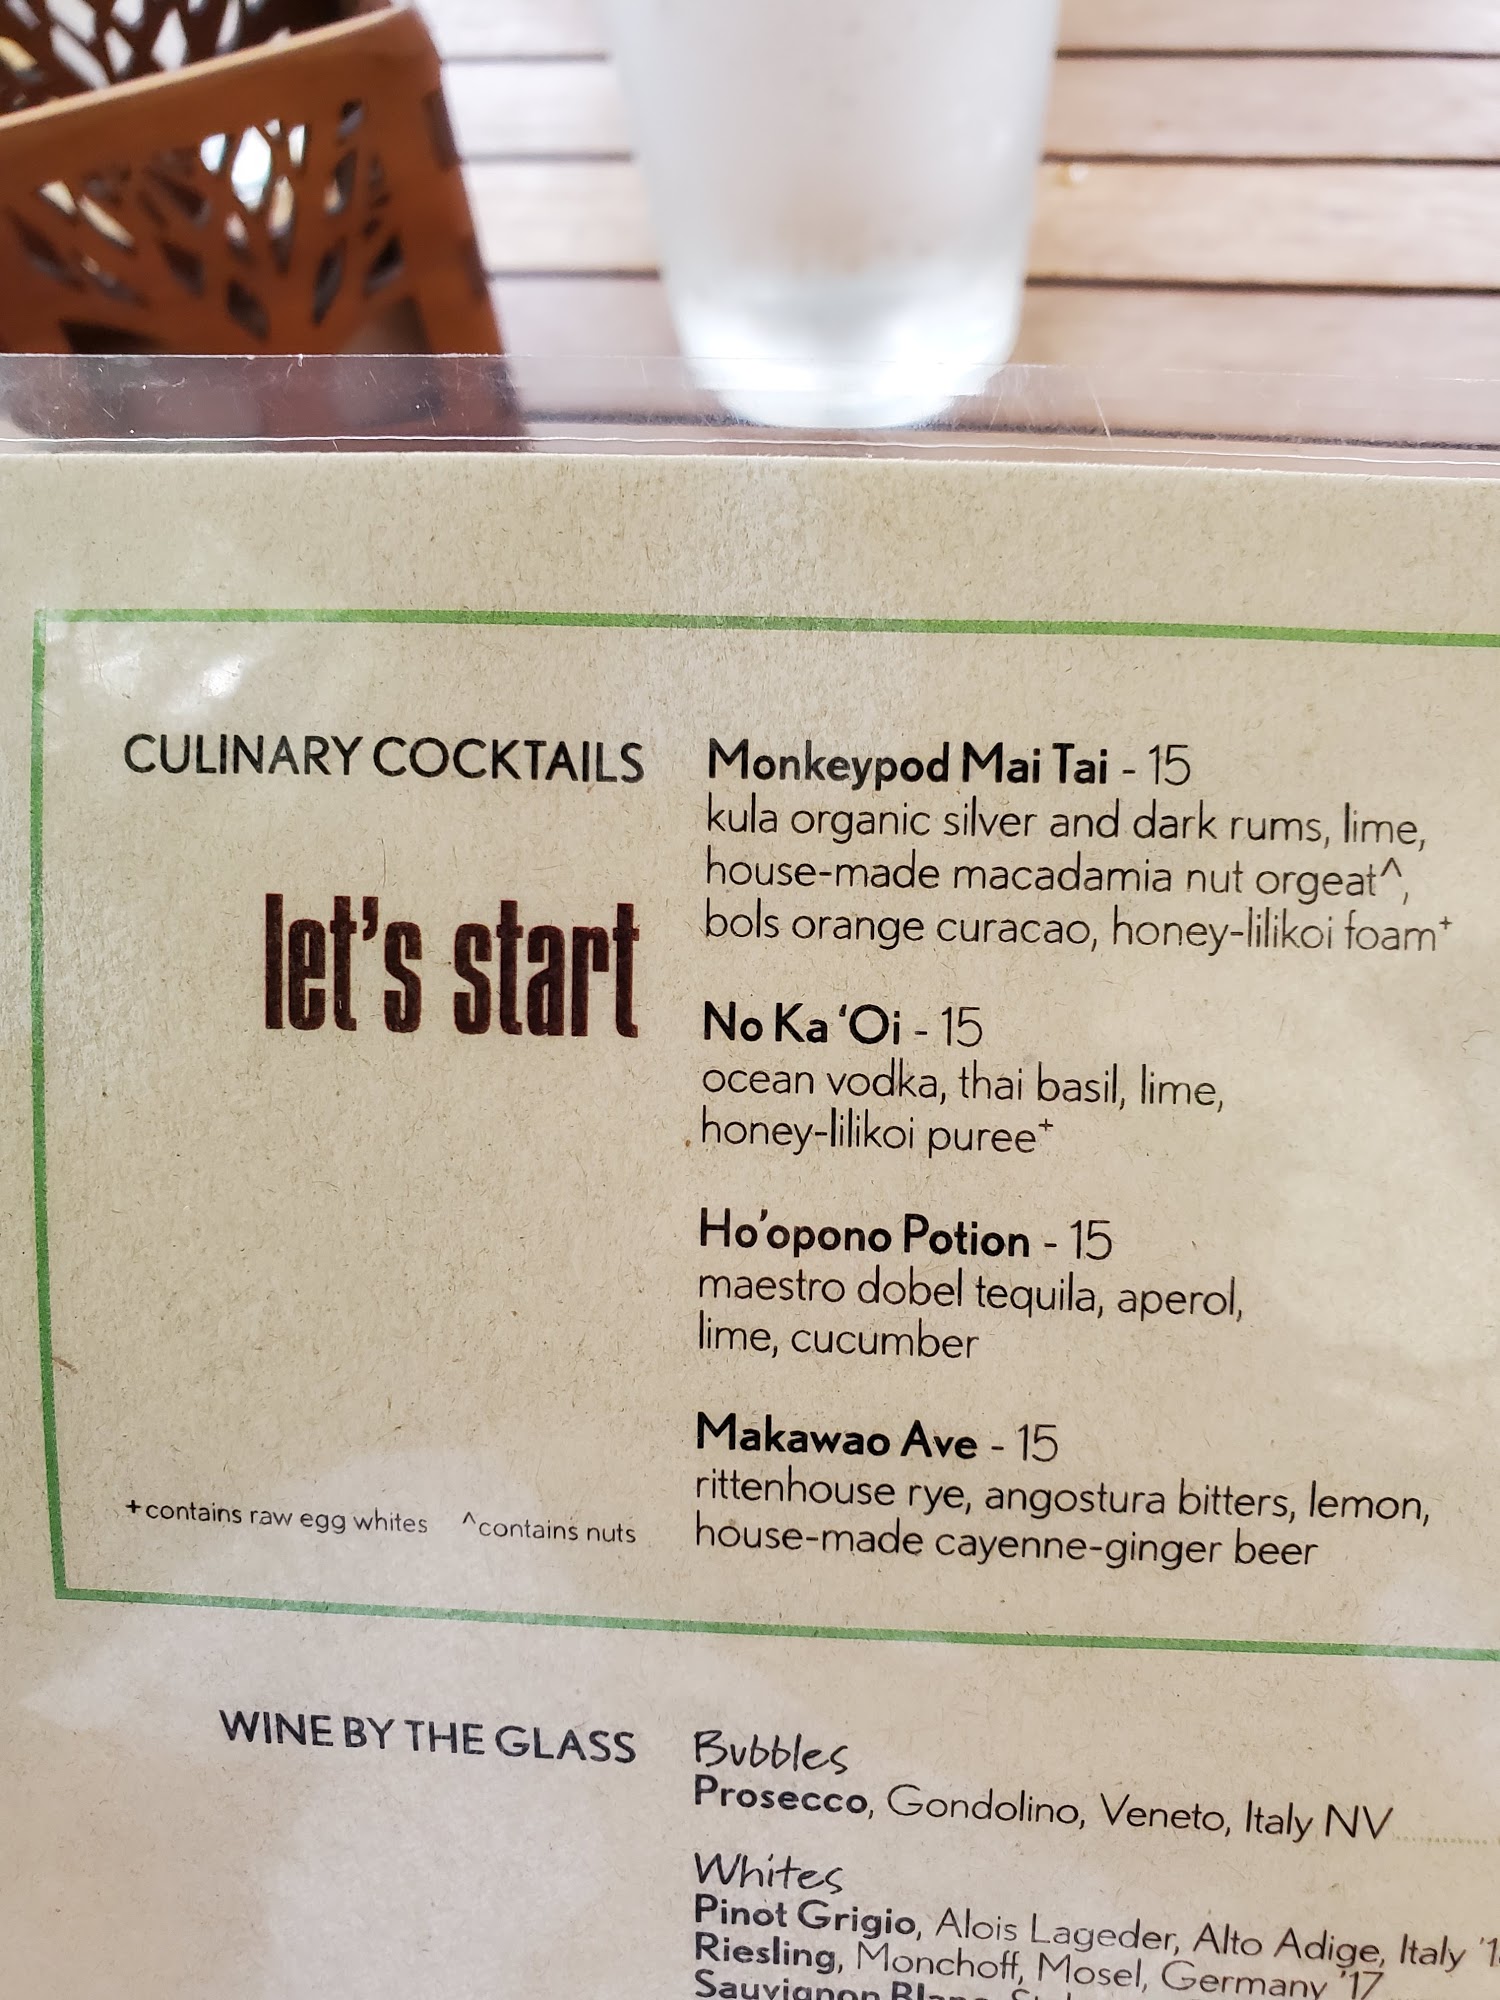 CULINARY COCKTAILS
let's start
Monkeypod Mai Tai - 15
kula organic silver and dark rums, lime,
house-made macadamia nut orgeat^,
bols orange curacao, honey-lilikoi foam+
No Ka 'Oi - 15
ocean vodka, thai basil, lime,
honey-lilikoi puree+
Ho'opono Potion - 15
maestro dobel tequila, aperol,
lime, cucumber
Makawao Ave - 15
rittenhouse rye, angostura bitters, lemon,
house-made cayenne-ginger beer
+contains raw egg whites ^contains nuts
WINE BY THE GLASS
Bubbles
Prosecco, Gondolino, Veneto, Italy NV
Whites
Pinot Grigio, Alois Lageder, Alto Adige, Italy
Riesling, Monchoff, Mosel, Germany '17
Sauvignon